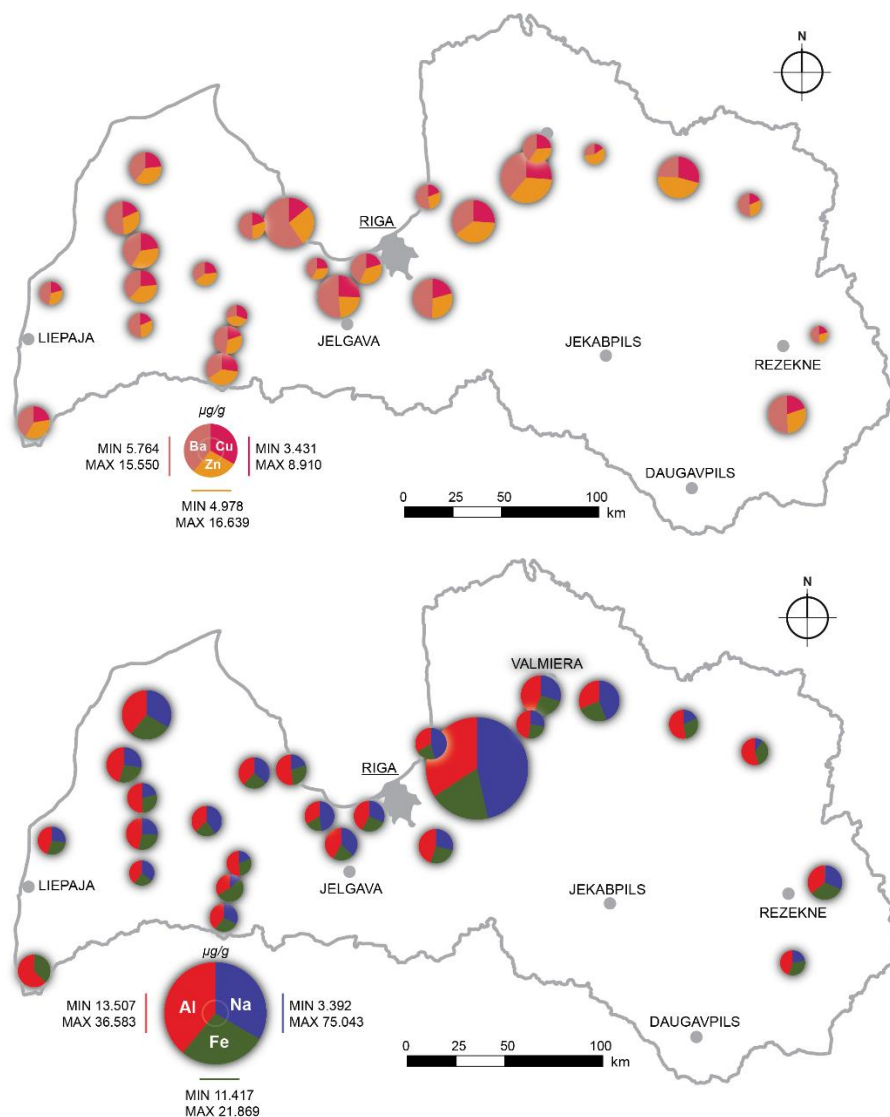 N
RIGA
LIEPAJA
JELGAVA
JEKABPILS
REZEKNE
DAUGAVPILS
µg/g
Ba
Cu
Zn
MIN 5.764
MAX 15.550
MIN 3.431
MAX 8.910
MIN 4.978
MAX 16.639
0 25 50 100
km
N
VALMIERA
RIGA
LIEPAJA
JELGAVA
JEKABPILS
REZEKNE
DAUGAVPILS
µg/g
Al
Na
Fe
MIN 13.507
MAX 36.583
MIN 3.392
MAX 75.043
MIN 11.417
MAX 21.869
0 25 50 100
km